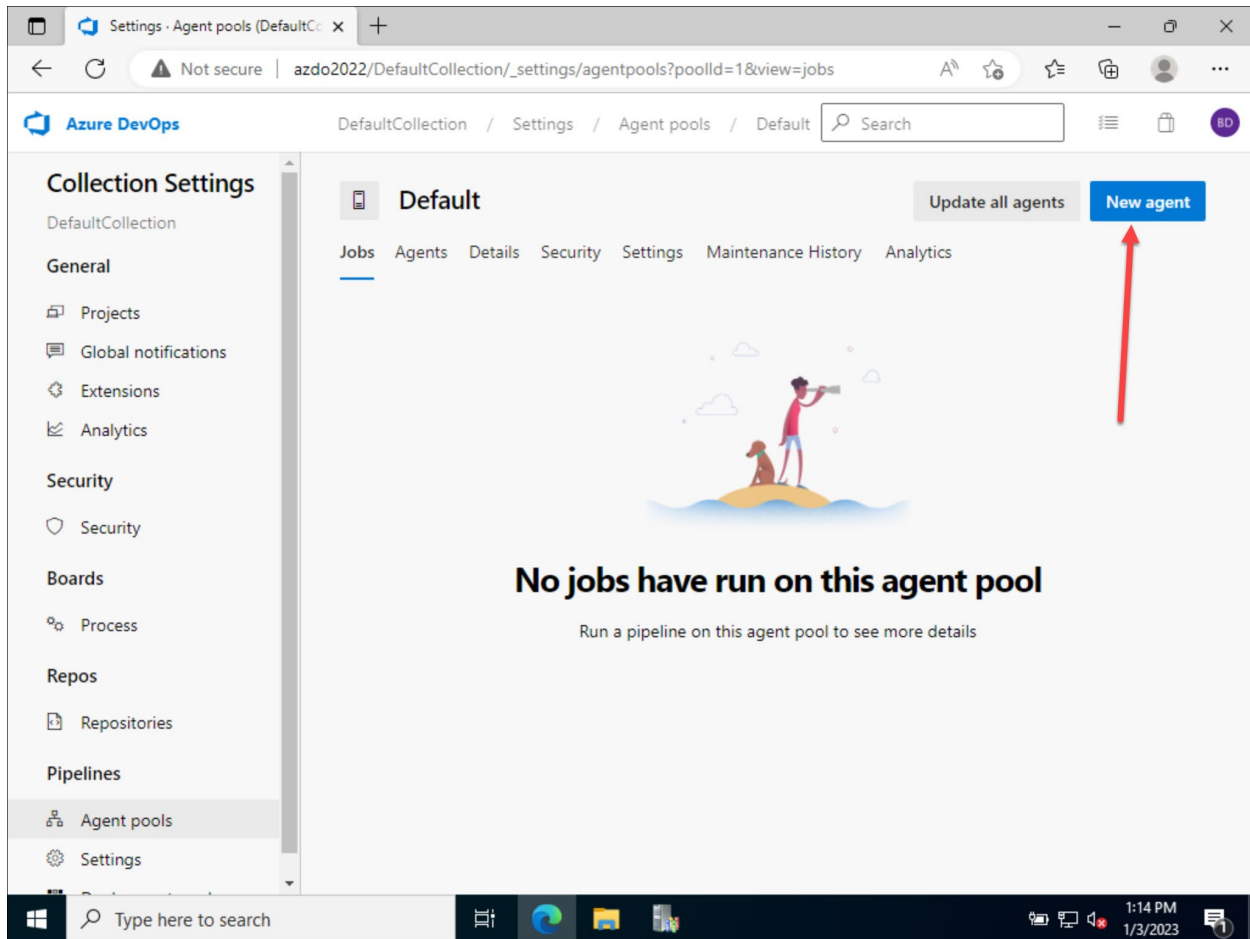 Settings · Agent pools (DefaultCo
Not secure | azdo2022/DefaultCollection/_settings/agentpools?poolId=1&view=jobs
Azure DevOps
DefaultCollection / Settings / Agent pools / Default
Search
BD
Collection Settings
DefaultCollection
General
Projects
Global notifications
Extensions
Analytics
Security
Security
Boards
Process
Repos
Repositories
Pipelines
Agent pools
Settings
Default
Update all agents
New agent
Jobs Agents Details Security Settings Maintenance History Analytics
No jobs have run on this agent pool
Run a pipeline on this agent pool to see more details
Type here to search
1:14 PM
1/3/2023
1